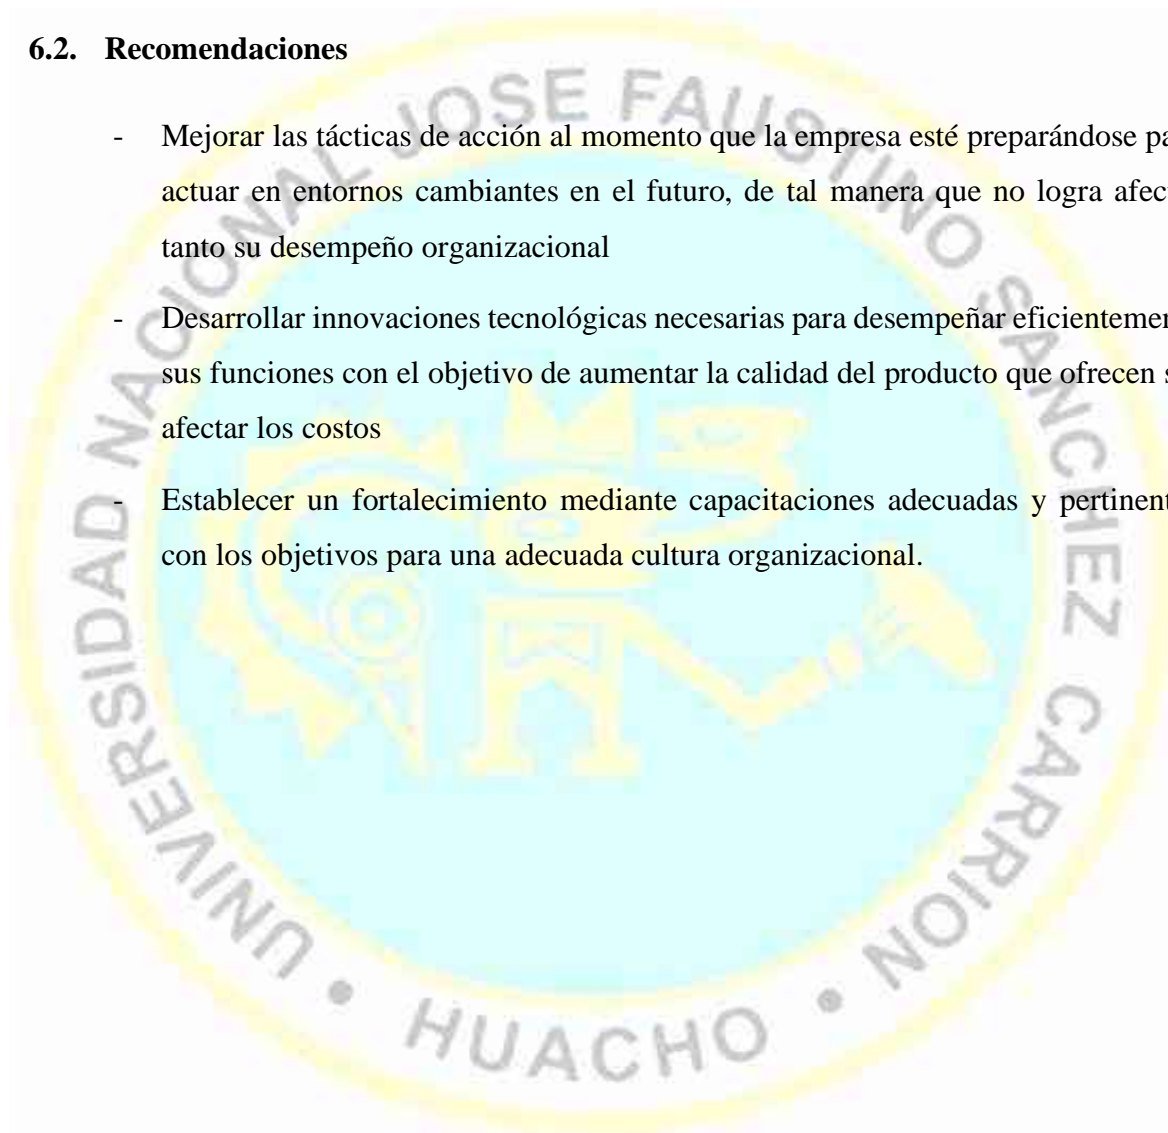 6.2. Recomendaciones
- Mejorar las tácticas de acción al momento que la empresa esté preparándose pa
actuar en entornos cambiantes en el futuro, de tal manera que no logra afec
tanto su desempeño organizacional
- Desarrollar innovaciones tecnológicas necesarias para desempeñar eficientemen
sus funciones con el objetivo de aumentar la calidad del producto que ofrecen s
afectar los costos
- Establecer un fortalecimiento mediante capacitaciones adecuadas y pertinent
con los objetivos para una adecuada cultura organizacional.
UNIVERSIDAD NACIONAL JOSE FAUSTINO SANCHEZ CARRION
• HUACHO •